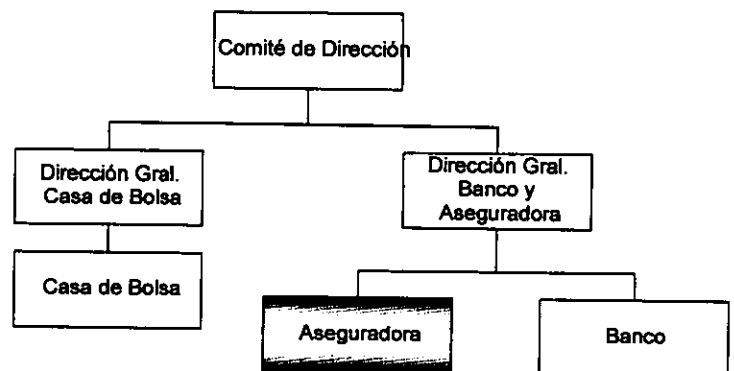 Comité de Dirección
Dirección Gral.
Casa de Bolsa
Dirección Gral.
Banco y
Aseguradora
Casa de Bolsa
Aseguradora
Banco